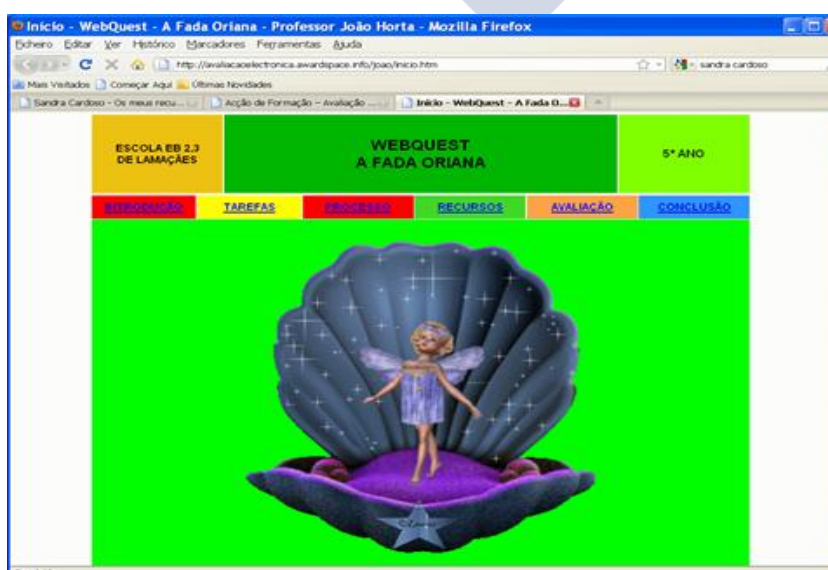 Início - WebQuest - A Fada Oriana - Professor João Horta - Mozilla Firefox
Ficheiro Editar Ver Histórico Marcadores Ferramentas Ajuda
http://avaliacaoelectronica.awardspace.info/joao/inicio.htm
sandra cardoso
Mais Visitados Começar Aqui Últimas Novidades
Sandra Cardoso - Os meus recu... Acção de Formação - Avaliação ... Início - WebQuest - A Fada O...
ESCOLA EB 2,3
DE LAMAÇÃES
WEBQUEST
A FADA ORIANA
5º ANO
INTRODUÇÃO TAREFAS PROCESSO RECURSOS AVALIAÇÃO CONCLUSÃO